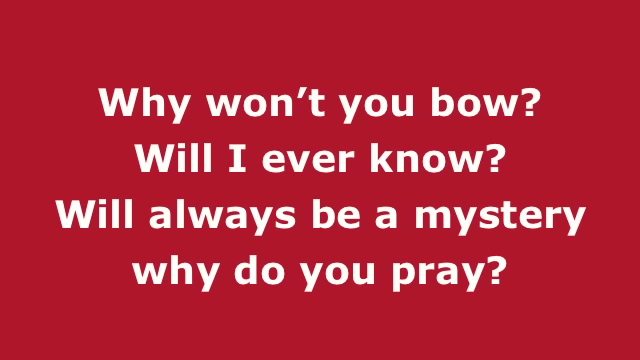 Why won’t you bow?
Will I ever know?
Will always be a mystery
why do you pray?